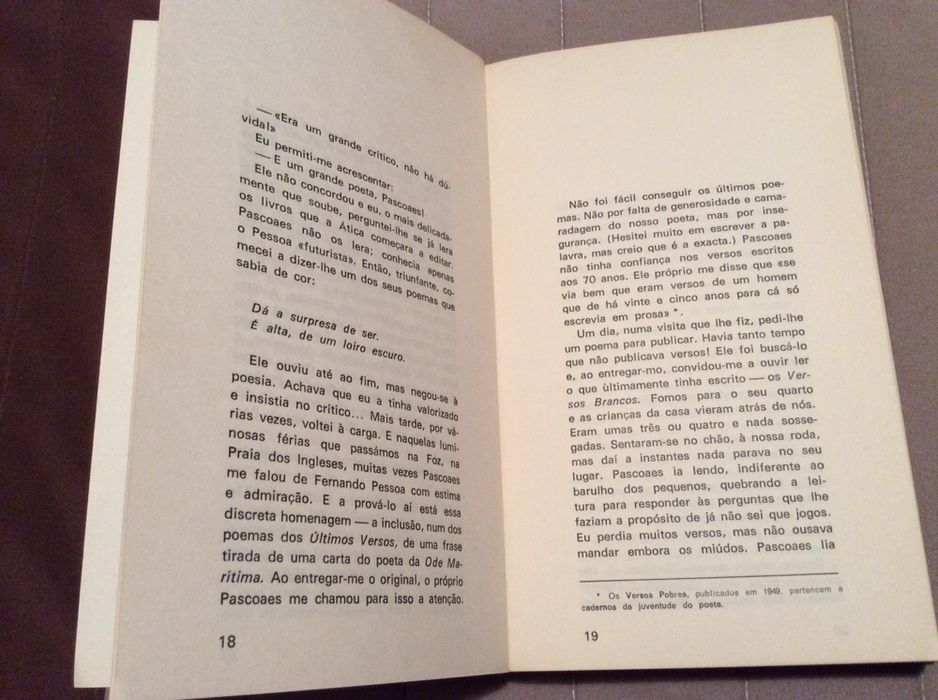 — «Era um grande crítico, não há dú-
vida!»
Eu permiti-me acrescentar:
— E um grande poeta, Pascoaes!
Ele não concordou e eu, o mais delicada-
mente que soube, perguntei-lhe se já lera
os livros que a Ática começara a editar.
Pascoaes não os lera; conhecia apenas
o Pessoa «futurista». Então, triunfante, co-
mecei a dizer-lhe um dos seus poemas que
sabia de cor:
Dá a surpresa de ser.
É alta, de um loiro escuro.
Ele ouviu até ao fim, mas negou-se à
poesia. Achava que eu a tinha valorizado
e insistia no crítico... Mais tarde, por vá-
rias vezes, voltei à carga. E naquelas lumi-
nosas férias que passámos na Foz, na
Praia dos Ingleses, muitas vezes Pascoaes
me falou de Fernando Pessoa com estima
e admiração. E a prová-lo aí está essa
discreta homenagem — a inclusão, num dos
poemas dos Últimos Versos, de uma frase
tirada de uma carta do poeta da Ode Ma-
rítima. Ao entregar-me o original, o próprio
Pascoaes me chamou para isso a atenção.
18
Não foi fácil conseguir os últimos poe-
mas. Não por falta de generosidade e cama-
radagem do nosso poeta, mas por inse-
gurança. (Hesitei muito em escrever a pa-
lavra, mas creio que é a exacta.) Pascoaes
não tinha confiança nos versos escritos
aos 70 anos. Ele próprio me disse que «se
via bem que eram versos de um homem
que de há vinte e cinco anos para cá só
escrevia em prosa» *.
Um dia, numa visita que lhe fiz, pedi-lhe
um poema para publicar. Havia tanto tempo
que não publicava versos! Ele foi buscá-lo
e, ao entregar-mo, convidou-me a ouvir ler
o que ùltimamente tinha escrito — os Ver-
sos Brancos. Fomos para o seu quarto
e as crianças da casa vieram atrás de nós.
Eram umas três ou quatro e nada sosse-
gadas. Sentaram-se no chão, à nossa roda,
mas daí a instantes nada parava no seu
lugar. Pascoaes ia lendo, indiferente ao
barulho dos pequenos, quebrando a lei-
tura para responder às perguntas que lhe
faziam a propósito de já não sei que jogos.
Eu perdia muitos versos, mas não ousava
mandar embora os miúdos. Pascoaes lia
* Os Versos Pobres, publicados em 1949, pertencem a
cadernos da juventude do poeta.
19